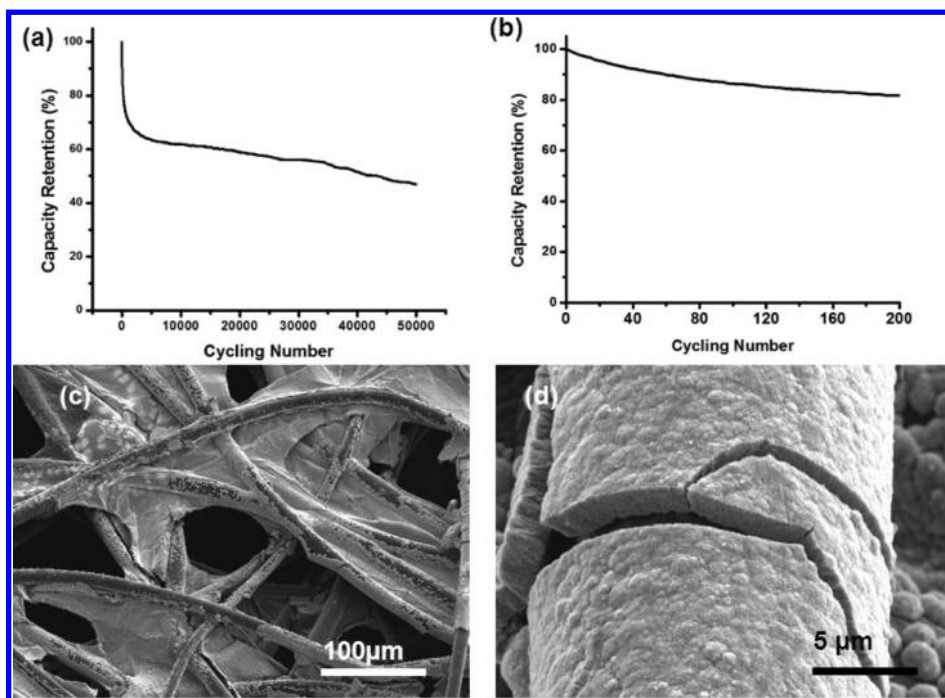 (a)
100
80
60
40
20
0
Capacity Retention (%)
0 10000 20000 30000 40000 50000
Cycling Number
(b)
100
80
60
40
20
0
Capacity Retention (%)
0 40 80 120 160 200
Cycling Number
(c)
100μm
(d)
5 μm